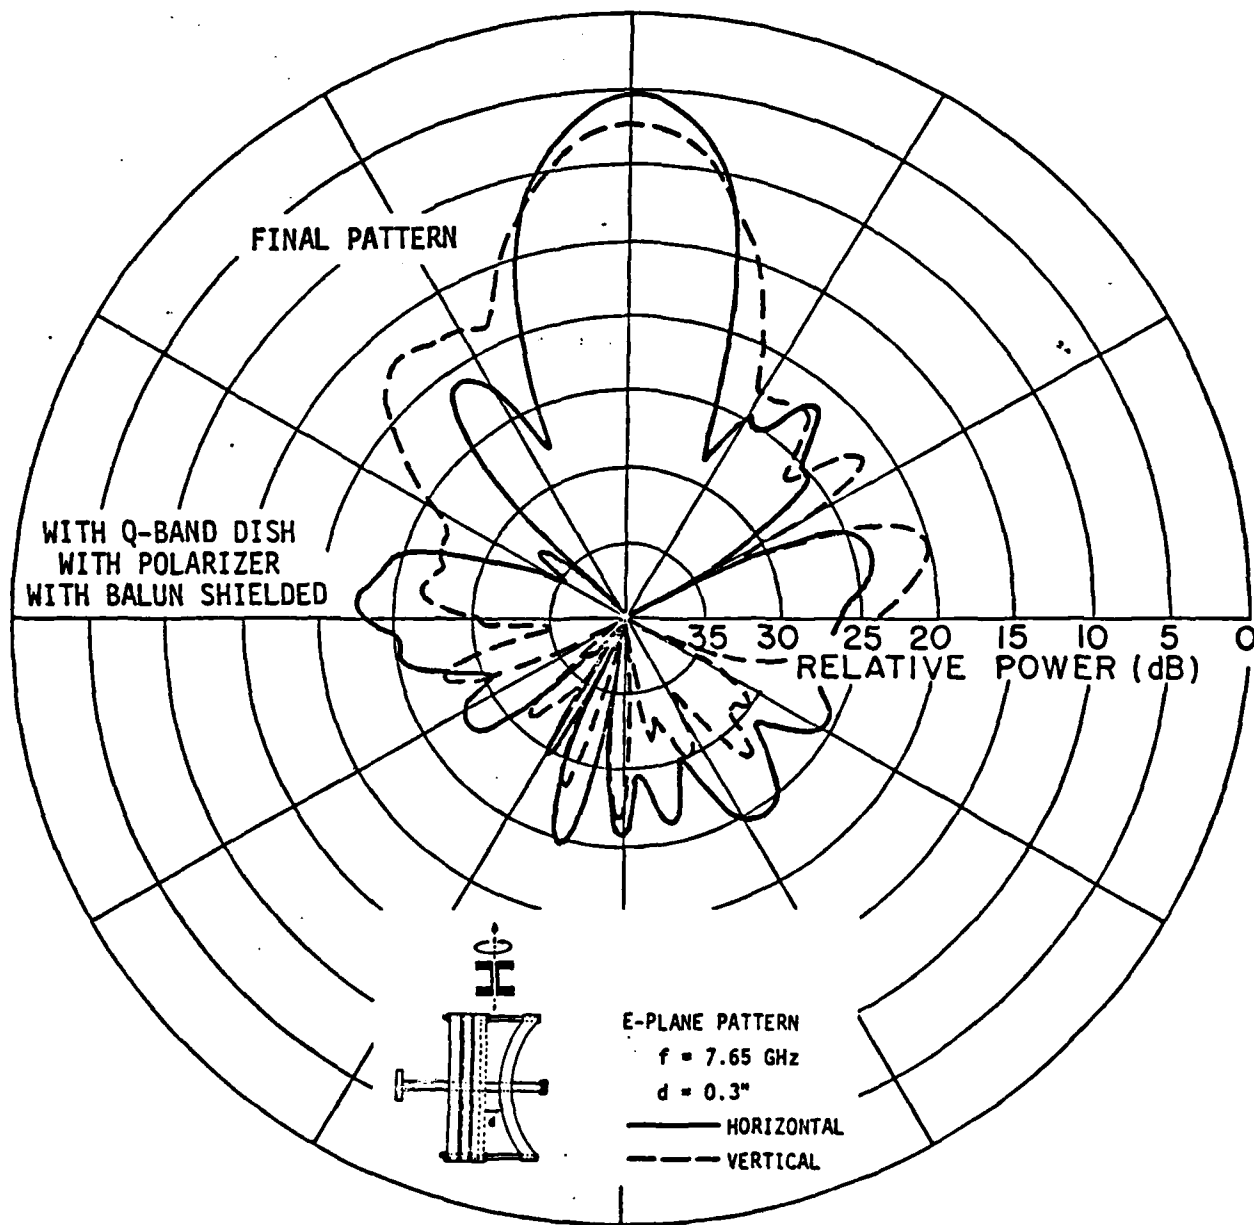 FINAL PATTERN
WITH Q-BAND DISH
WITH POLARIZER
WITH BALUN SHIELDED
35 30 25 20 15 10 5 0
RELATIVE POWER (dB)
E-PLANE PATTERN
f = 7.65 GHz
d = 0.3"
HORIZONTAL
VERTICAL
d